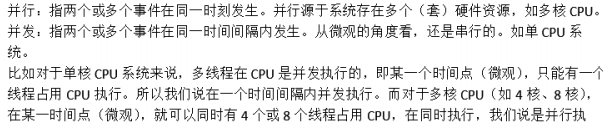 并行：指两个或多个事件在同一时刻发生。并行源于系统存在多个（套）硬件资源，如多核 CPU。
并发：指两个或多个事件在同一时间间隔内发生。从微观的角度看，还是串行的。如单 CPU 系
统。
比如对于单核 CPU 系统来说，多线程在 CPU 是并发执行的，即某一个时间点（微观），只能有一个
线程占用 CPU 执行。所以我们说在一个时间间隔内并发执行。而对于多核 CPU（如 4 核、8 核），
在某一时间点（微观），就可以同时有 4 个或 8 个线程占用 CPU，在同时执行，我们说是并行执